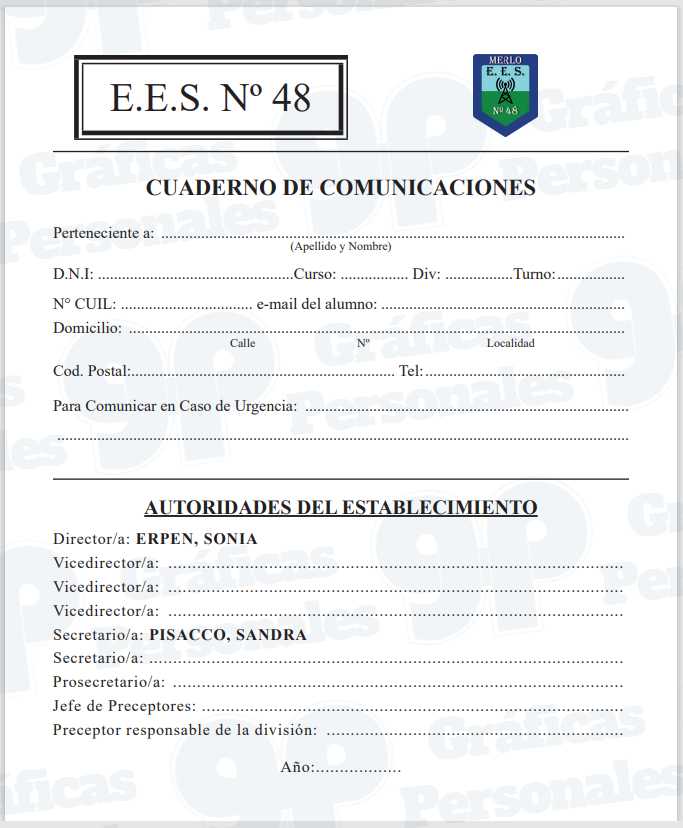 E.E.S. Nº 48
MERLO
E. E. S.
Nº 48
CUADERNO DE COMUNICACIONES
Perteneciente a: ....................................................................................................................
(Apellido y Nombre)
D.N.I: .................................................Curso: ................. Div: .................Turno:.................
N° CUIL: ................................. e-mail del alumno: .............................................................
Domicilio: ............................................................................................................................
Calle Nº Localidad
Cod. Postal:.................................................................. Tel:..................................................
Para Comunicar en Caso de Urgencia: .................................................................................
...............................................................................................................................................
AUTORIDADES DEL ESTABLECIMIENTO
Director/a: ERPEN, SONIA
Vicedirector/a: ..............................................................................................
Vicedirector/a: ..............................................................................................
Vicedirector/a: ..............................................................................................
Secretario/a: PISACCO, SANDRA
Secretario/a: .................................................................................................
Prosecretario/a: .............................................................................................
Jefe de Preceptores: .......................................................................................
Preceptor responsable de la división: ..............................................................
Año:..................
gp Gráficas Personales